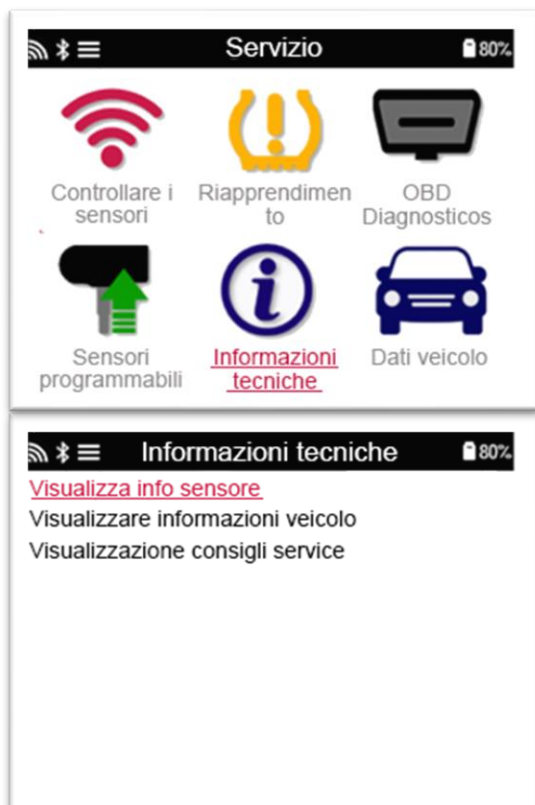 Servizio
80%
Controllare i
sensori
Riapprendimen
to
OBD
Diagnosticos
Sensori
programmabili
Informazioni
tecniche
Dati veicolo
Informazioni tecniche
80%
Visualizza info sensore
Visualizzare informazioni veicolo
Visualizzazione consigli service